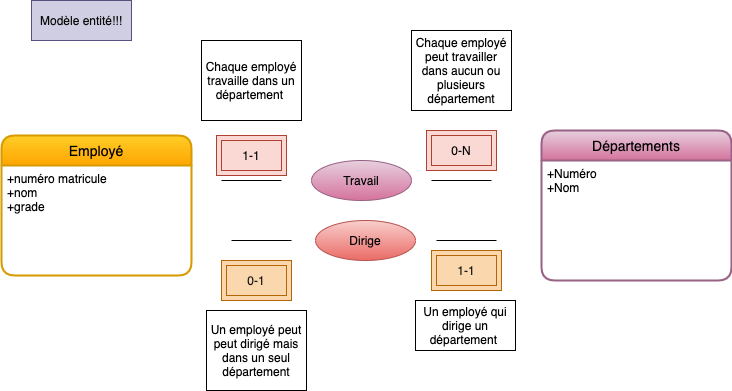 Modèle entité!!!
Chaque employé
travaille dans un
département
Chaque employé
peut travailler
dans aucun ou
plusieurs
département
1-1
0-N
Employé
+numéro matricule
+nom
+grade
Travail
Dirige
Départements
+Numéro
+Nom
0-1
1-1
Un employé peut
peut dirigé mais
dans un seul
département
Un employé qui
dirige un
département